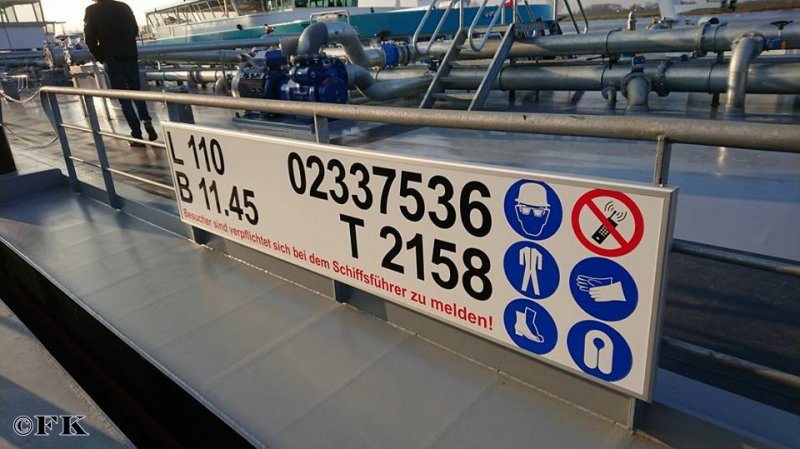 L 110
B 11.45
02337536
T 2158
Besucher sind verpflichtet sich bei dem Schiffsführer zu melden!
©FK